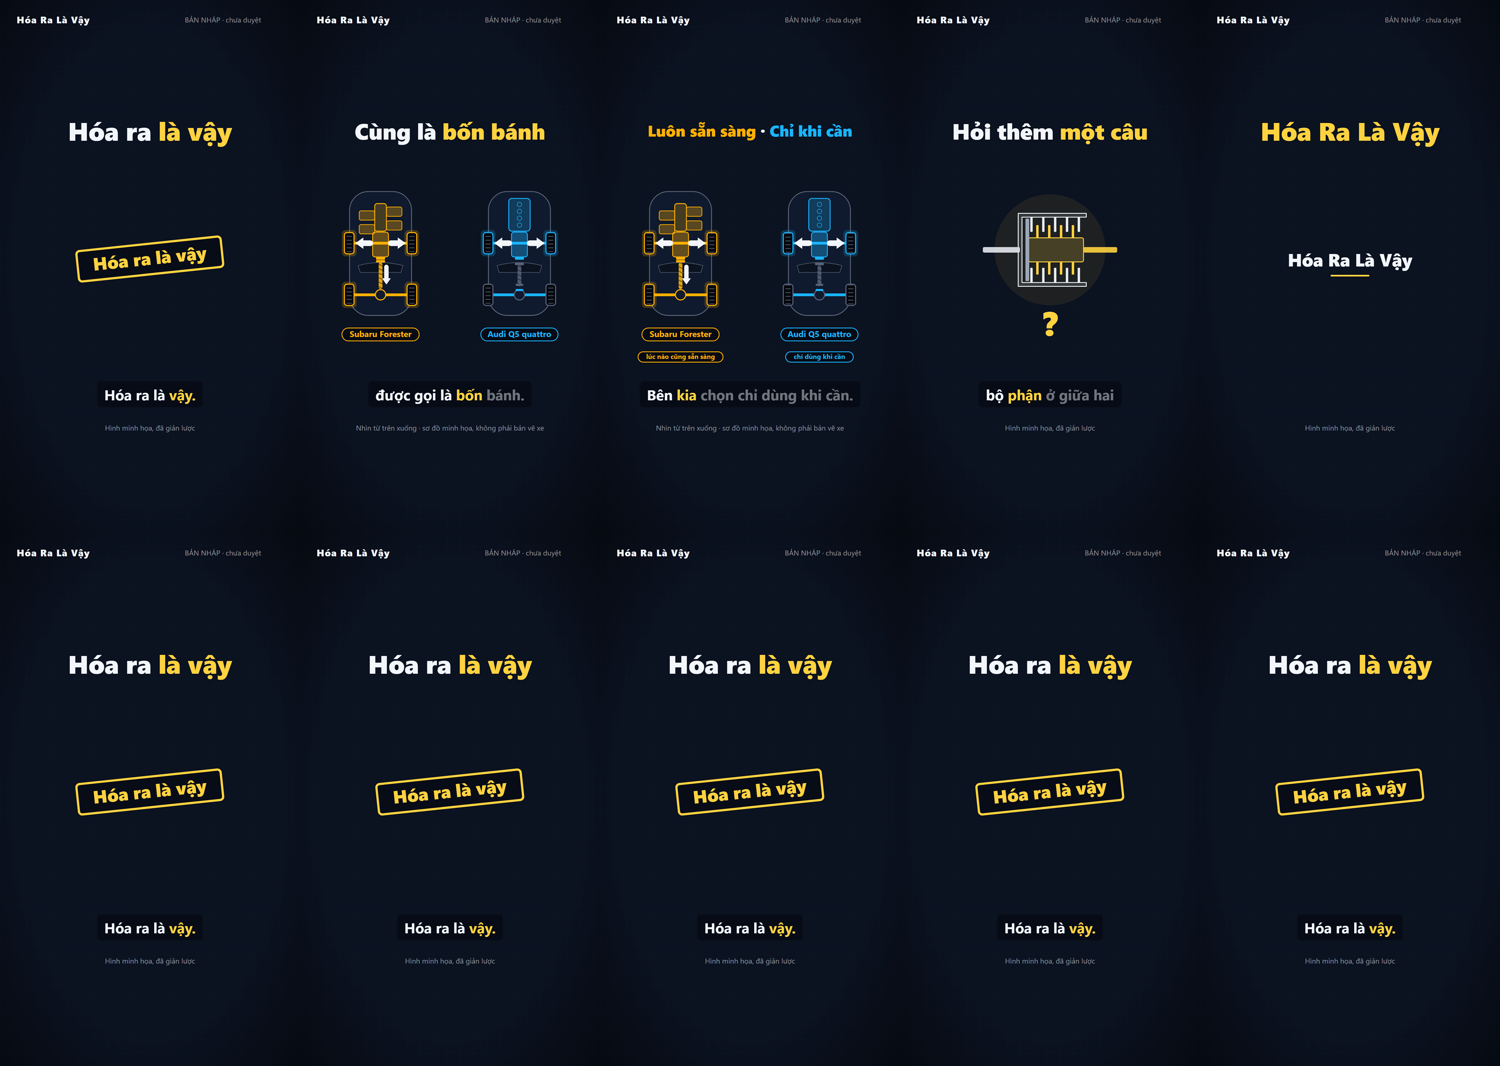 Hóa Ra Là Vậy
BẢN NHÁP - chưa duyệt
Hóa ra là vậy
Hóa ra là vậy
Hóa ra là vậy.
Hình minh họa, đã giản lược
Hóa Ra Là Vậy
BẢN NHÁP - chưa duyệt
Cùng là bốn bánh
Subaru Forester
Audi Q5 quattro
được gọi là bốn bánh.
Nhìn từ trên xuống - sơ đồ minh họa, không phải bản vẽ xe
Hóa Ra Là Vậy
BẢN NHÁP - chưa duyệt
Luôn sẵn sàng · Chỉ khi cần
Subaru Forester
Audi Q5 quattro
lúc nào cũng sẵn sàng
chỉ dùng khi cần
Bên kia chọn chỉ dùng khi cần.
Nhìn từ trên xuống - sơ đồ minh họa, không phải bản vẽ xe
Hóa Ra Là Vậy
BẢN NHÁP - chưa duyệt
Hỏi thêm một câu
?
bộ phận ở giữa hai
Hình minh họa, đã giản lược
Hóa Ra Là Vậy
BẢN NHÁP - chưa duyệt
Hóa Ra Là Vậy
Hóa Ra Là Vậy
Hình minh họa, đã giản lược
Hóa Ra Là Vậy
BẢN NHÁP - chưa duyệt
Hóa ra là vậy
Hóa ra là vậy
Hóa ra là vậy.
Hình minh họa, đã giản lược
Hóa Ra Là Vậy
BẢN NHÁP - chưa duyệt
Hóa ra là vậy
Hóa ra là vậy
Hóa ra là vậy.
Hình minh họa, đã giản lược
Hóa Ra Là Vậy
BẢN NHÁP - chưa duyệt
Hóa ra là vậy
Hóa ra là vậy
Hóa ra là vậy.
Hình minh họa, đã giản lược
Hóa Ra Là Vậy
BẢN NHÁP - chưa duyệt
Hóa ra là vậy
Hóa ra là vậy
Hóa ra là vậy.
Hình minh họa, đã giản lược
Hóa Ra Là Vậy
BẢN NHÁP - chưa duyệt
Hóa ra là vậy
Hóa ra là vậy
Hóa ra là vậy.
Hình minh họa, đã giản lược